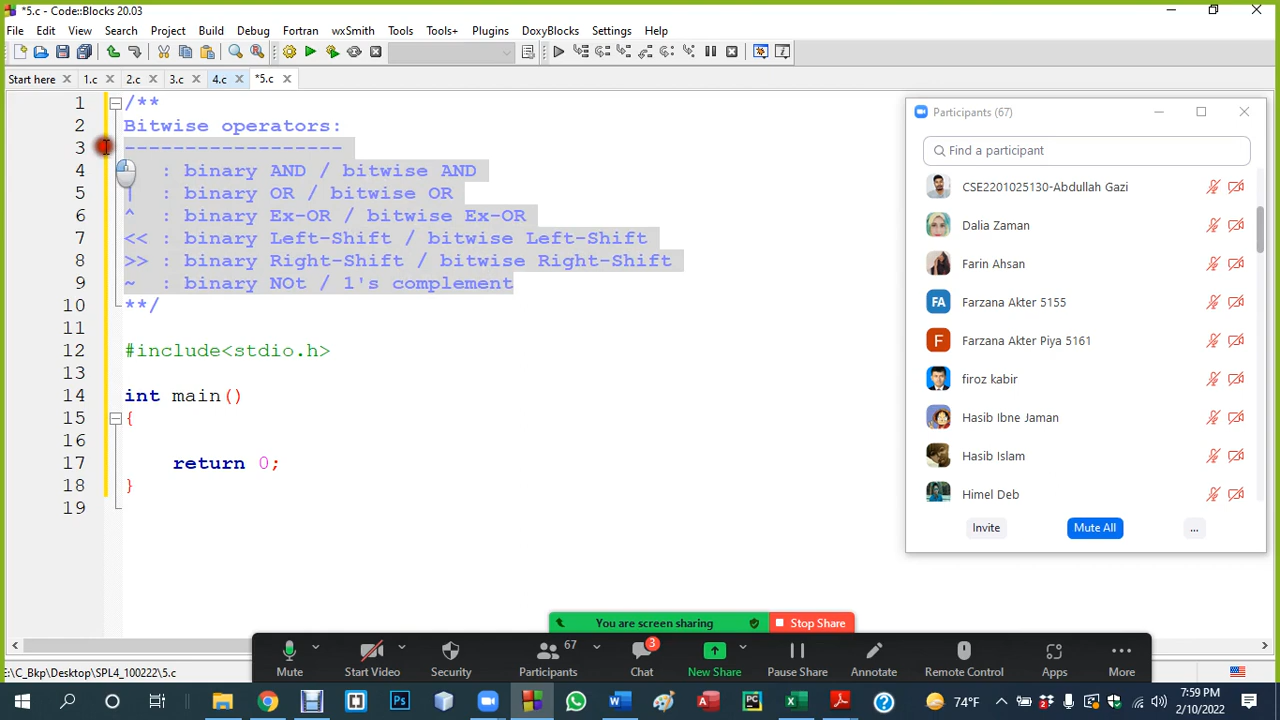 *5.c - Code::Blocks 20.03
File Edit View Search Project Build Debug Fortran wxSmith Tools Tools+ Plugins DoxyBlocks Settings Help
Start here 1.c 2.c 3.c 4.c *5.c
1 /**
2 Bitwise operators:
3 ------------------
4 : binary AND / bitwise AND
5 | : binary OR / bitwise OR
6 ^ : binary Ex-OR / bitwise Ex-OR
7 << : binary Left-Shift / bitwise Left-Shift
8 >> : binary Right-Shift / bitwise Right-Shift
9 ~ : binary NOt / 1's complement
10 **/
11
12 #include<stdio.h>
13
14 int main()
15 {
16
17 return 0;
18 }
19
Participants (67)
Find a participant
CSE2201025130-Abdullah Gazi
Dalia Zaman
Farin Ahsan
FA Farzana Akter 5155
F Farzana Akter Piya 5161
firoz kabir
Hasib Ibne Jaman
Hasib Islam
Himel Deb
Invite Mute All ...
You are screen sharing Stop Share
67 3
Mute Start Video Security Participants Chat New Share Pause Share Annotate Remote Control Apps More
E:\C_Bkp\Desktop\SPL4_100222\5.c
74°F
7:59 PM
2/10/2022